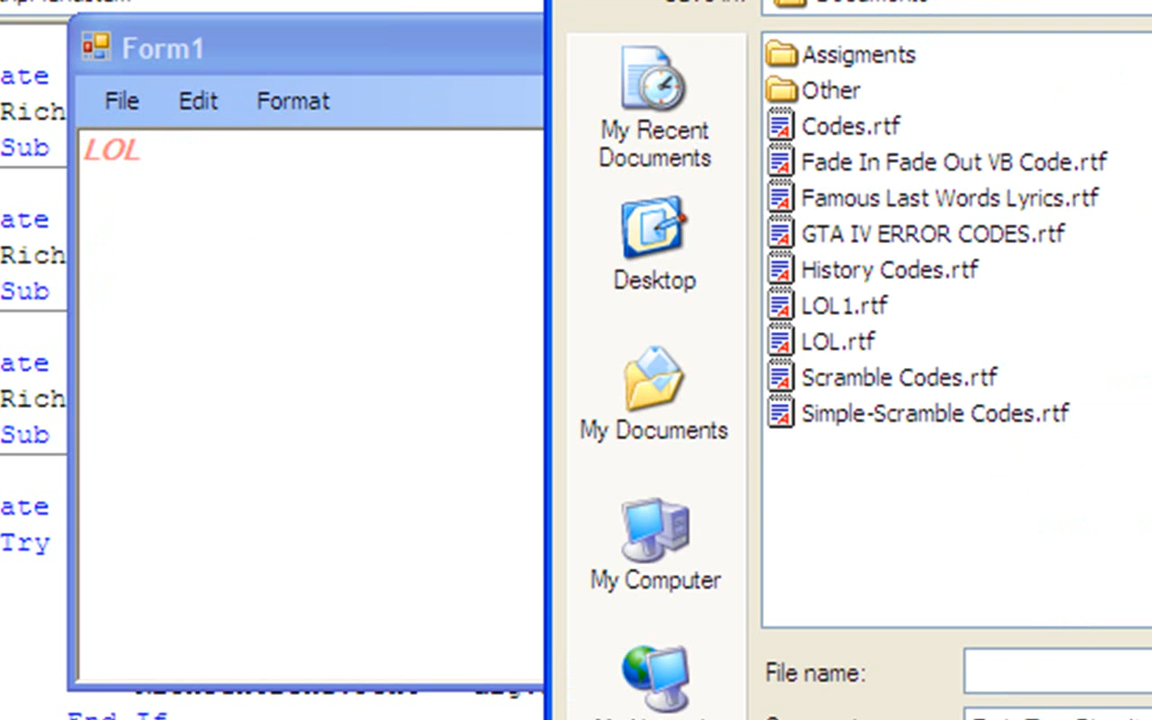 Form1
File Edit Format
LOL
ate
Rich
Sub
ate
Rich
Sub
ate
Rich
Sub
ate
Try
End If
My Recent
Documents
Desktop
My Documents
My Computer
Assigments
Other
Codes.rtf
Fade In Fade Out VB Code.rtf
Famous Last Words Lyrics.rtf
GTA IV ERROR CODES.rtf
History Codes.rtf
LOL1.rtf
LOL.rtf
Scramble Codes.rtf
Simple-Scramble Codes.rtf
File name: